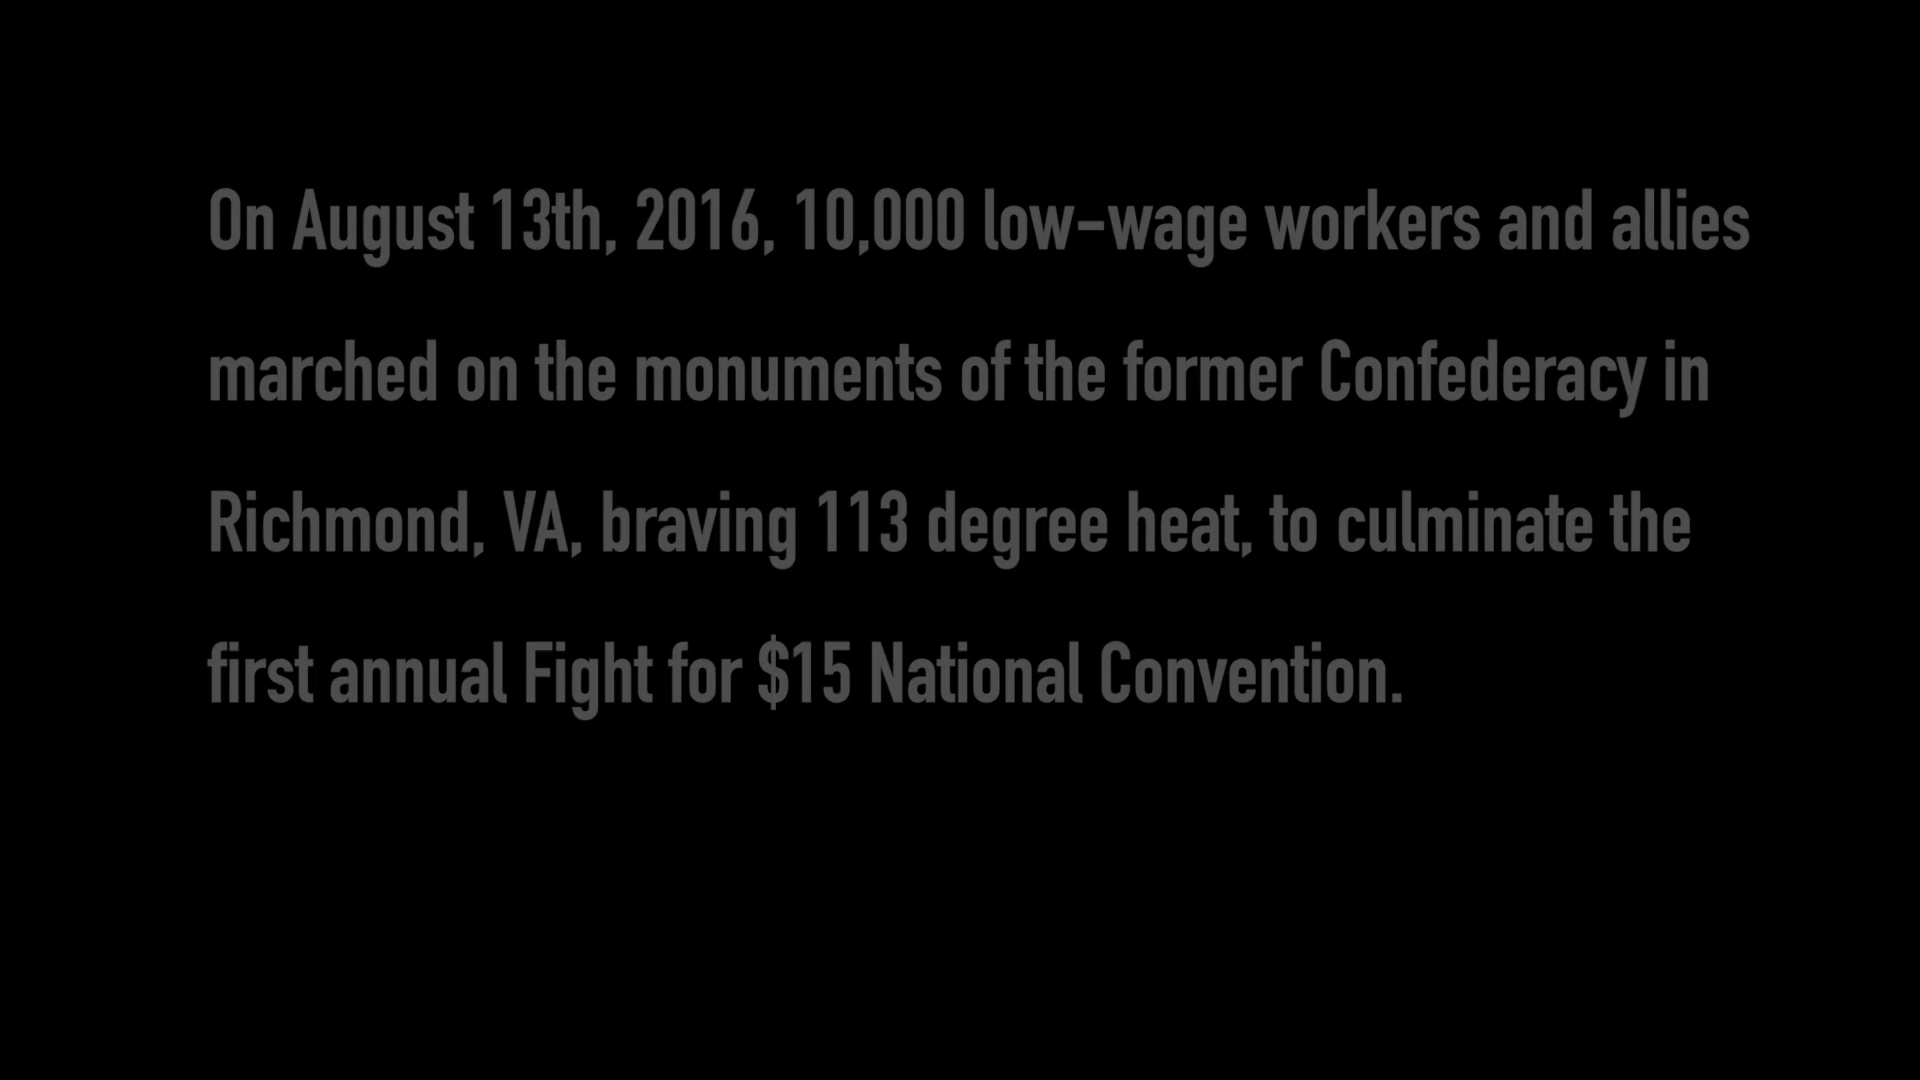 On August 13th, 2016, 10,000 low-wage workers and allies
marched on the monuments of the former Confederacy in
Richmond, VA, braving 113 degree heat, to culminate the
first annual Fight for $15 National Convention.